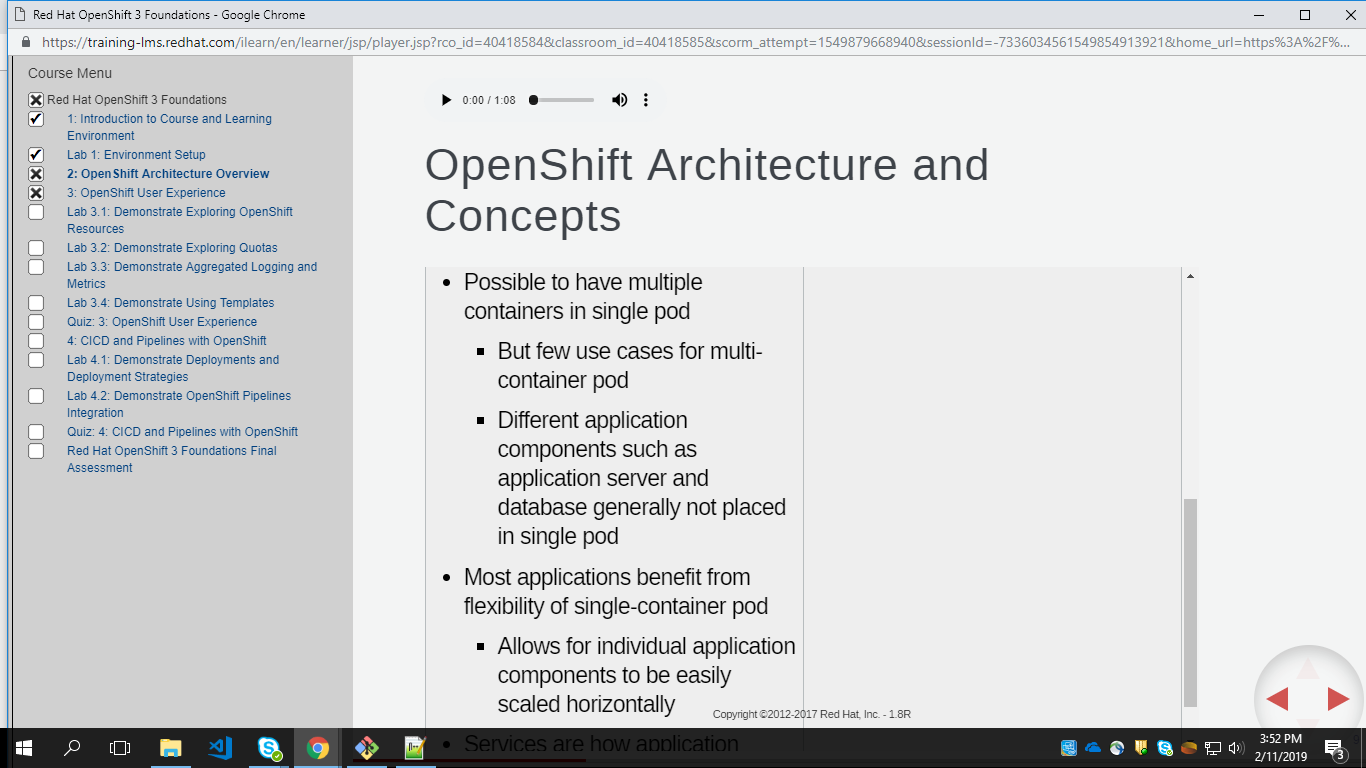 Red Hat OpenShift 3 Foundations - Google Chrome
https://training-lms.redhat.com/ilearn/en/learner/jsp/player.jsp?rco_id=40418584&classroom_id=40418585&scorm_attempt=1549879668940&sessionId=-7336034561549854913921&home_url=https%3A%2F%...
Course Menu
Red Hat OpenShift 3 Foundations
1: Introduction to Course and Learning
Environment
Lab 1: Environment Setup
2: OpenShift Architecture Overview
3: OpenShift User Experience
Lab 3.1: Demonstrate Exploring OpenShift
Resources
Lab 3.2: Demonstrate Exploring Quotas
Lab 3.3: Demonstrate Aggregated Logging and
Metrics
Lab 3.4: Demonstrate Using Templates
Quiz: 3: OpenShift User Experience
4: CICD and Pipelines with OpenShift
Lab 4.1: Demonstrate Deployments and
Deployment Strategies
Lab 4.2: Demonstrate OpenShift Pipelines
Integration
Quiz: 4: CICD and Pipelines with OpenShift
Red Hat OpenShift 3 Foundations Final
Assessment
0:00 / 1:08
OpenShift Architecture and
Concepts
• Possible to have multiple
containers in single pod
▪ But few use cases for multi-
container pod
▪ Different application
components such as
application server and
database generally not placed
in single pod
• Most applications benefit from
flexibility of single-container pod
▪ Allows for individual application
components to be easily
scaled horizontally
Copyright ©2012-2017 Red Hat, Inc. - 1.8R
• Services are how application
3:52 PM
2/11/2019
3